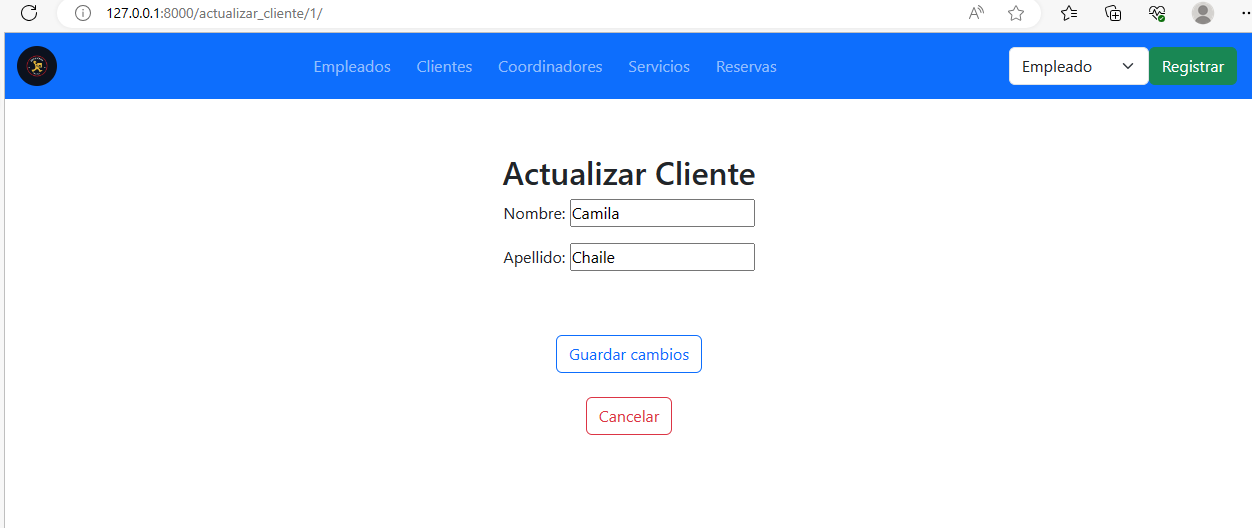 127.0.0.1:8000/actualizar_cliente/1/
Empleados Clientes Coordinadores Servicios Reservas Empleado Registrar
Actualizar Cliente
Nombre: Camila
Apellido: Chaile
Guardar cambios
Cancelar